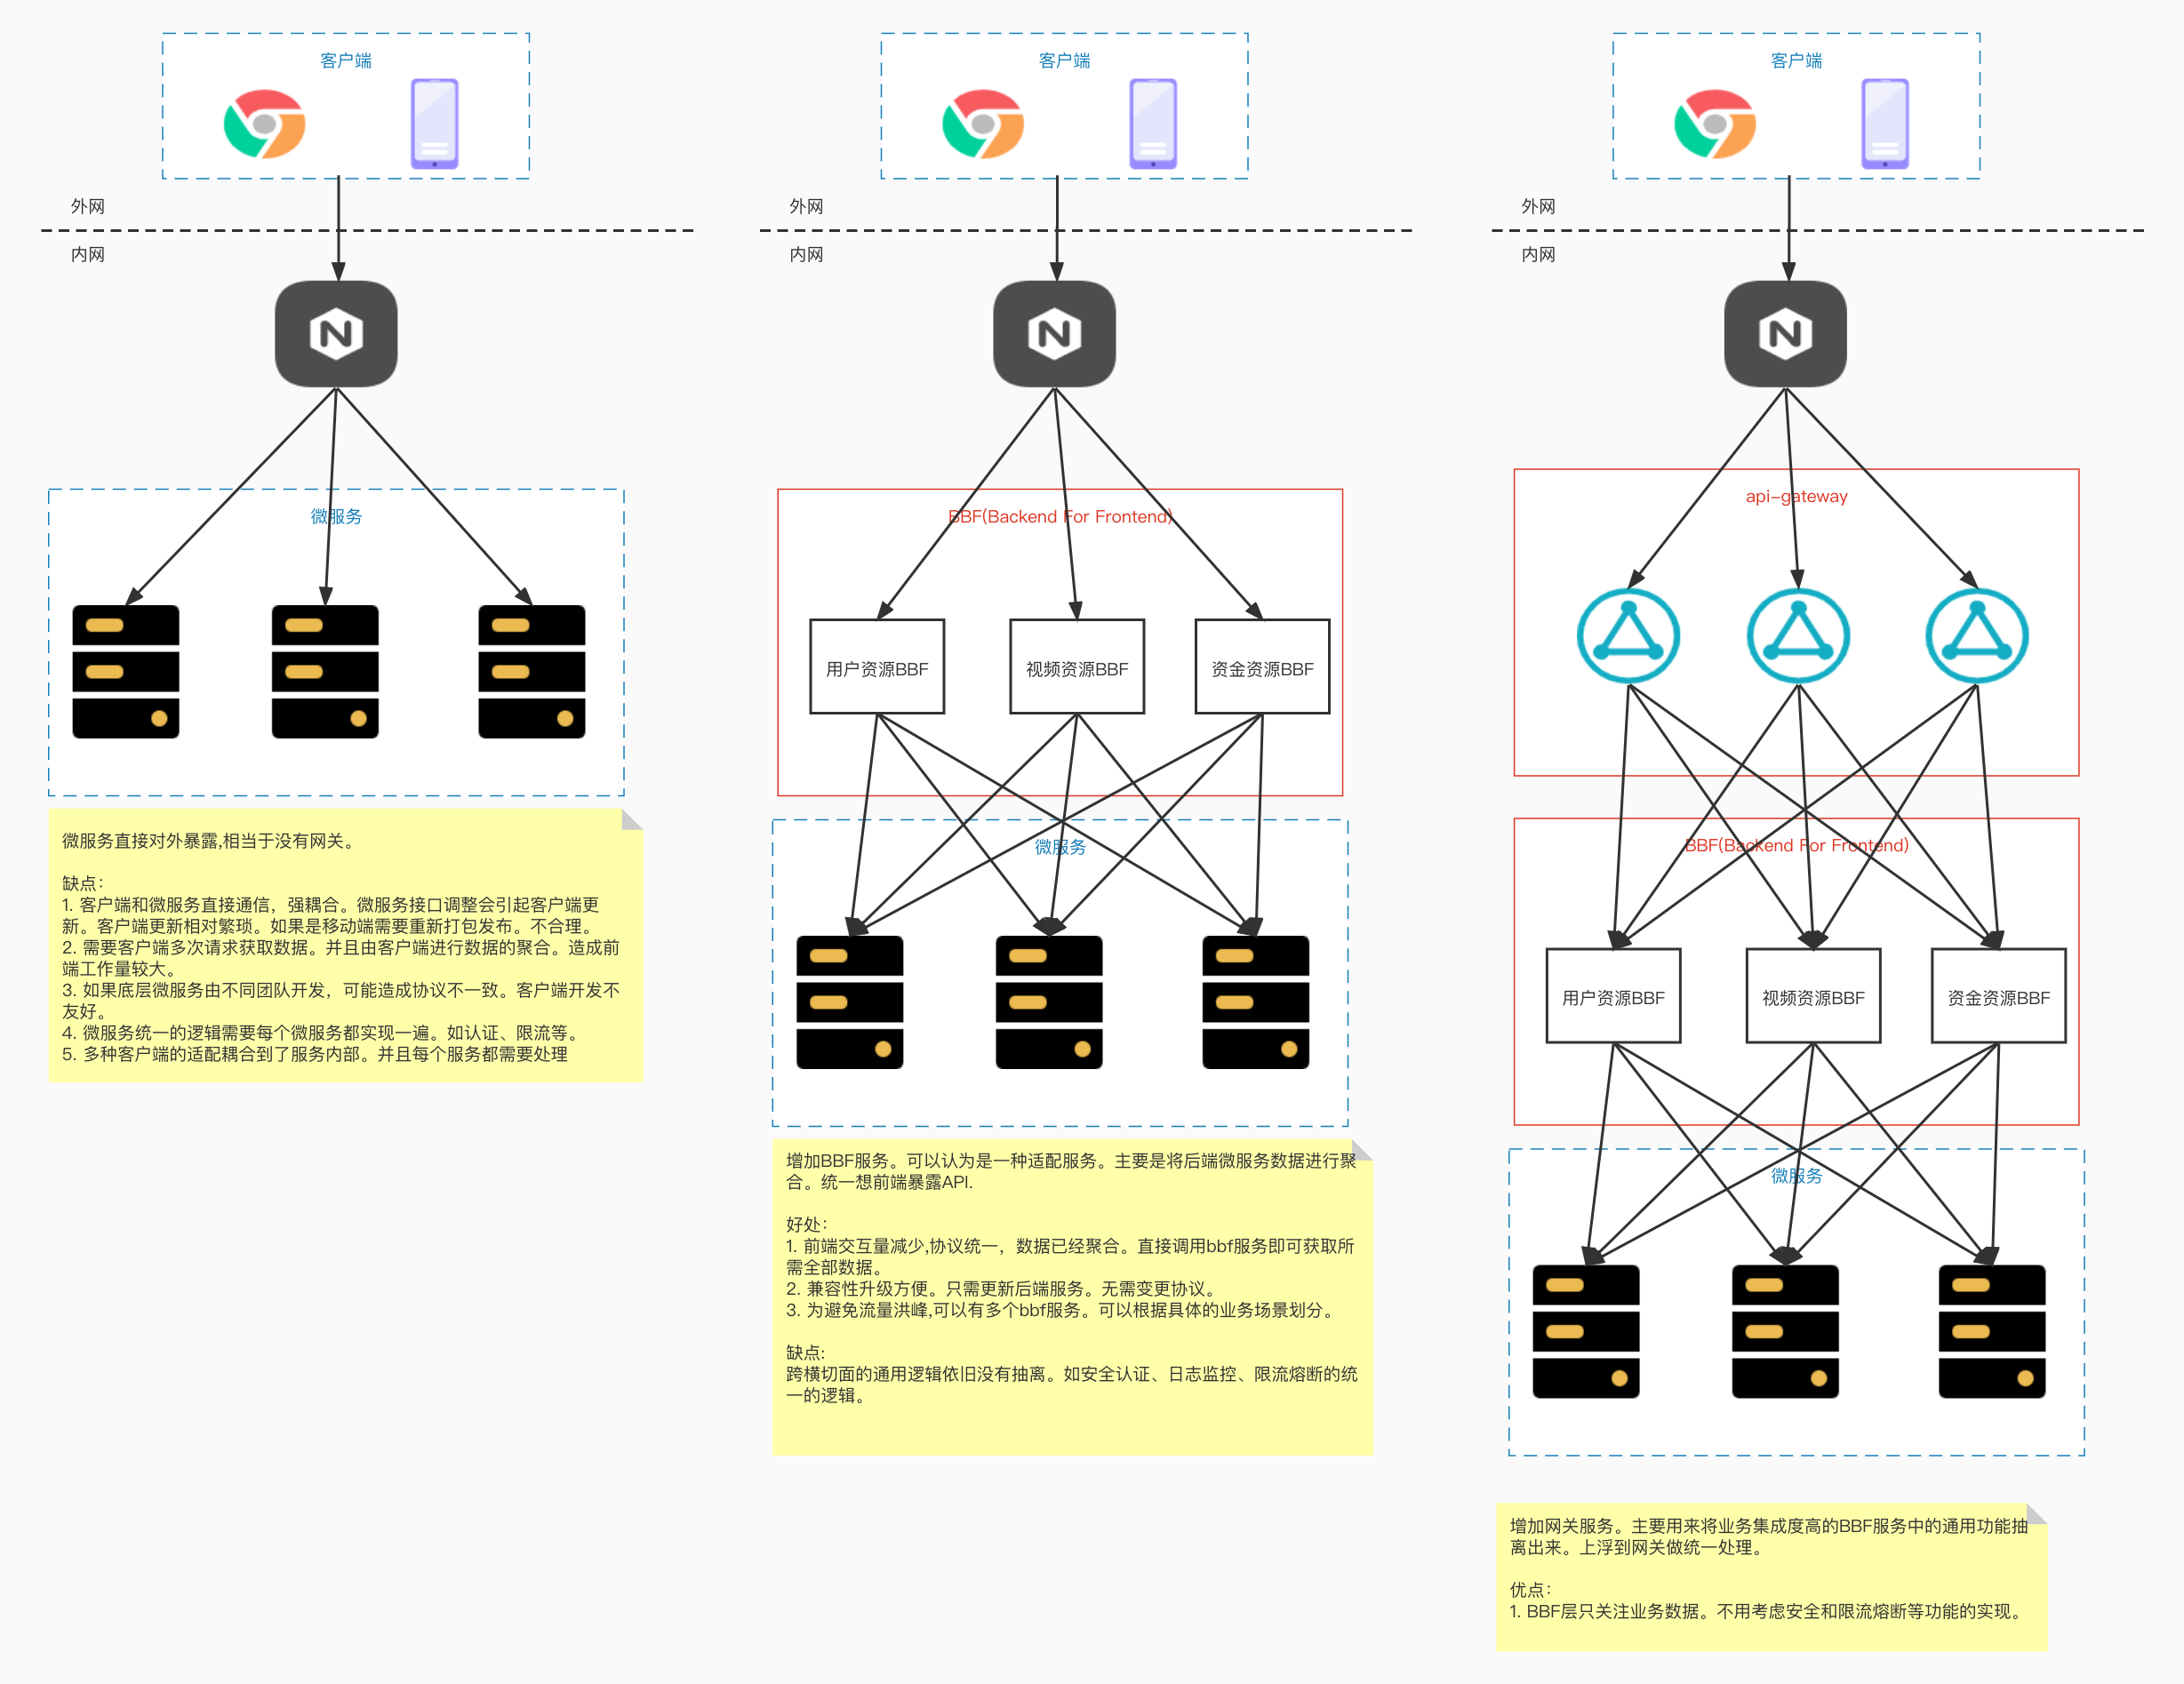 客户端
外网
内网
微服务
微服务直接对外暴露,相当于没有网关。
缺点：
1. 客户端和微服务直接通信，强耦合。微服务接口调整会引起客户端更
新。客户端更新相对繁琐。如果是移动端需要重新打包发布。不合理。
2. 需要客户端多次请求获取数据。并且由客户端进行数据的聚合。造成前
端工作量较大。
3. 如果底层微服务由不同团队开发，可能造成协议不一致。客户端开发不
友好。
4. 微服务统一的逻辑需要每个微服务都实现一遍。如认证、限流等。
5. 多种客户端的适配耦合到了服务内部。并且每个服务都需要处理
客户端
外网
内网
BBF(Backend For Frontend)
用户资源BBF
视频资源BBF
资金资源BBF
微服务
增加BBF服务。可以认为是一种适配服务。主要是将后端微服务数据进行聚
合。统一想前端暴露API.
好处：
1. 前端交互量减少,协议统一，数据已经聚合。直接调用bbf服务即可获取所
需全部数据。
2. 兼容性升级方便。只需更新后端服务。无需变更协议。
3. 为避免流量洪峰,可以有多个bbf服务。可以根据具体的业务场景划分。
缺点:
跨横切面的通用逻辑依旧没有抽离。如安全认证、日志监控、限流熔断的统
一的逻辑。
客户端
外网
内网
api-gateway
BBF(Backend For Frontend)
用户资源BBF
视频资源BBF
资金资源BBF
微服务
增加网关服务。主要用来将业务集成度高的BBF服务中的通用功能抽
离出来。上浮到网关做统一处理。
优点：
1. BBF层只关注业务数据。不用考虑安全和限流熔断等功能的实现。